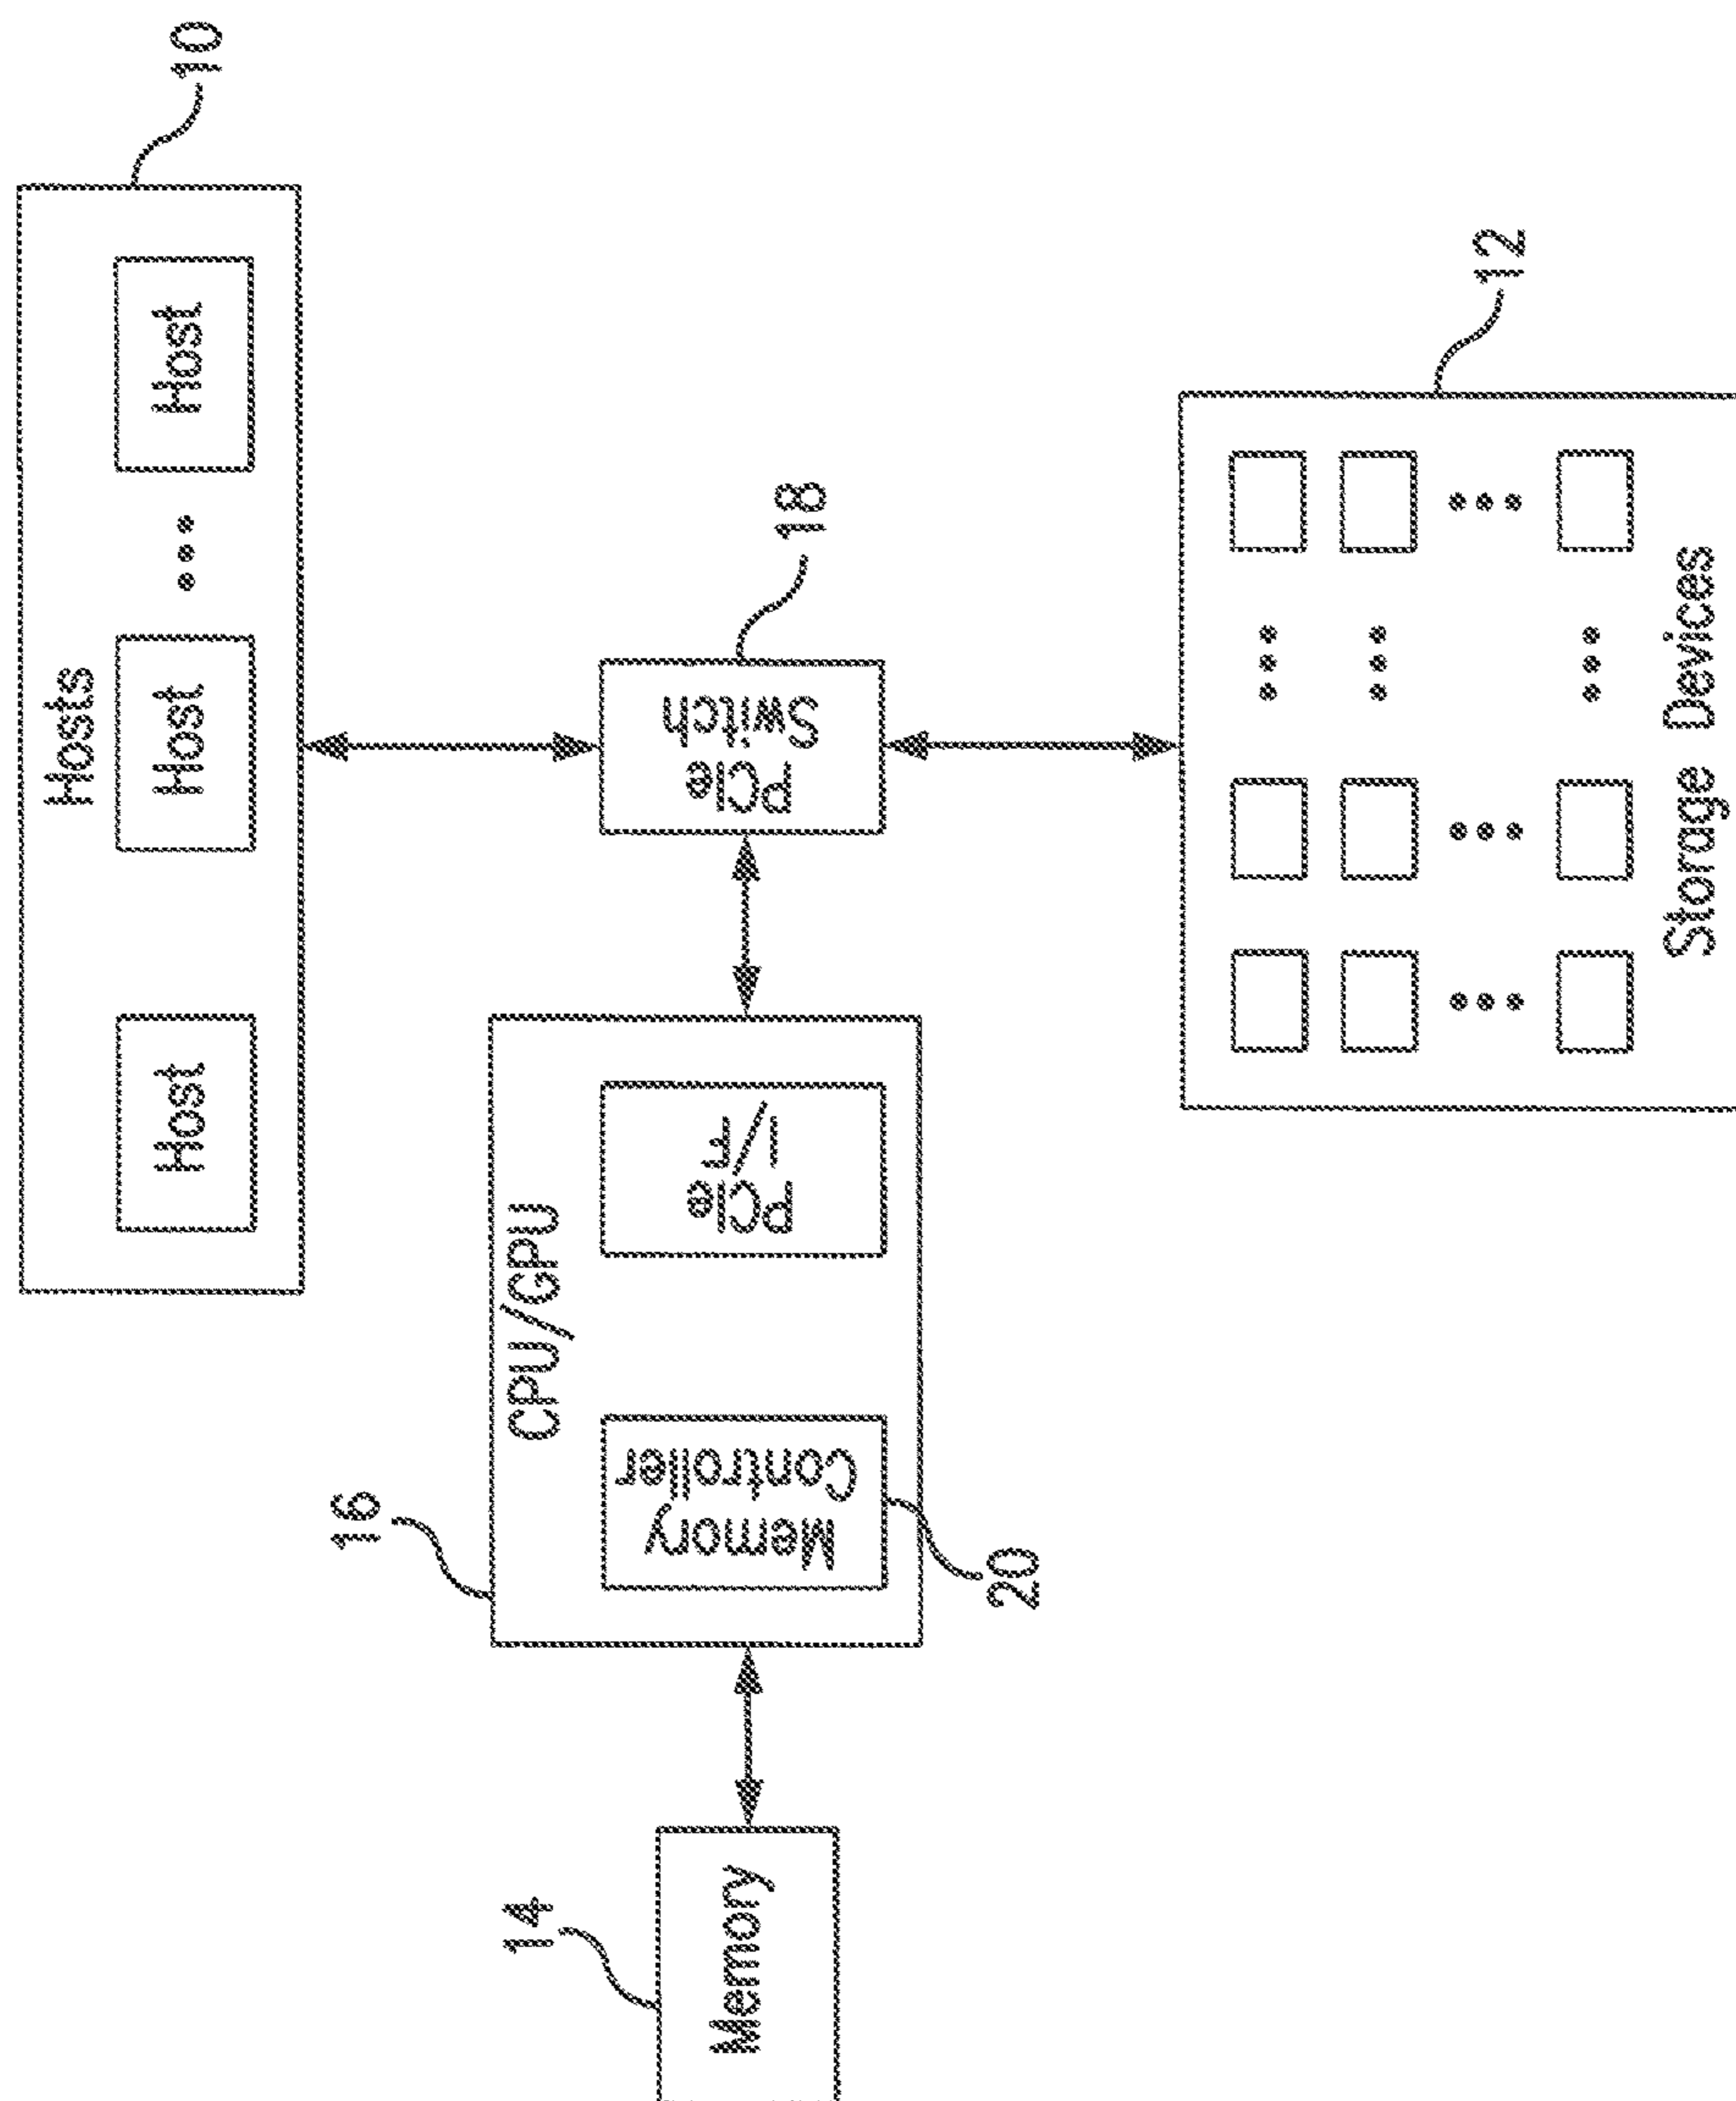 10
Hosts
Host
Host
Host
18
PCIe
Switch
12
Storage Devices
16
CPU/GPU
Memory
Controller
PCIe
I/F
20
14
Memory